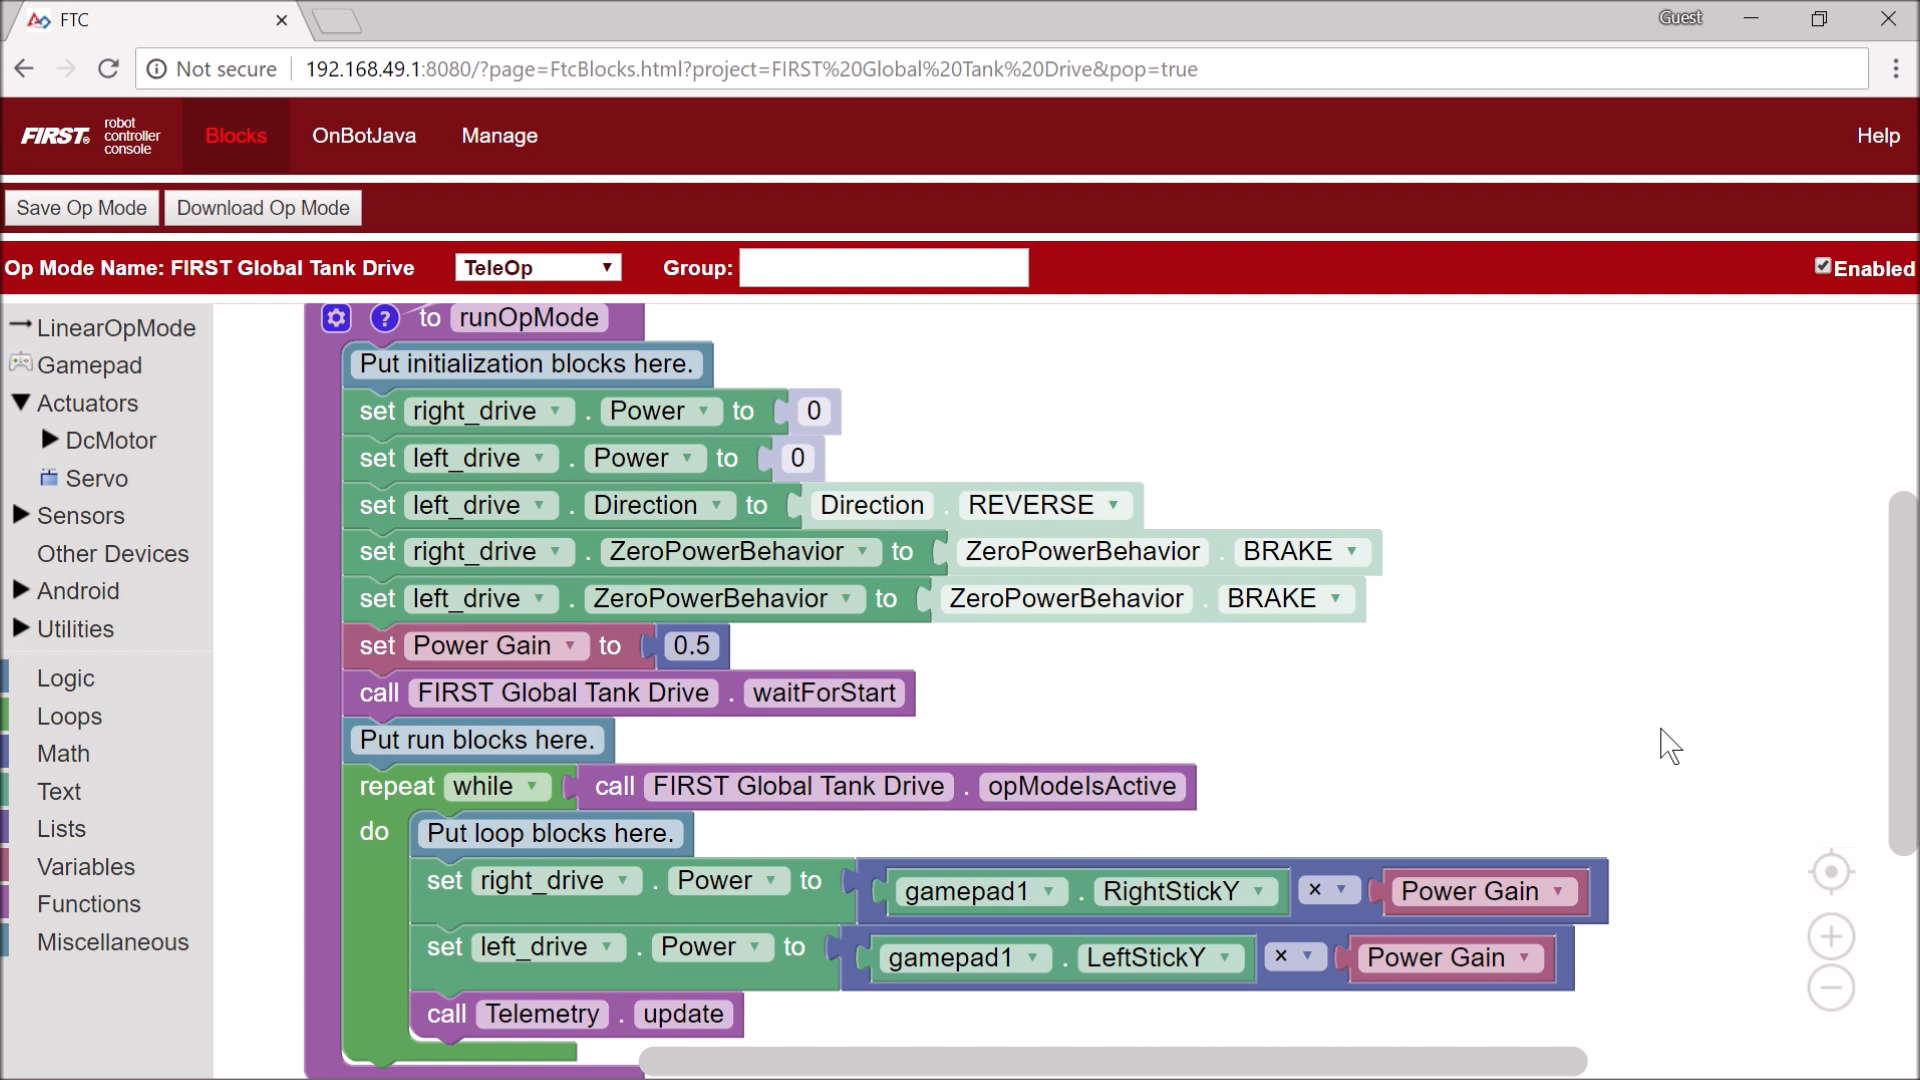 FTC
Guest
Not secure 192.168.49.1:8080/?page=FtcBlocks.html?project=FIRST%20Global%20Tank%20Drive&pop=true
FIRST® robot controller console Blocks OnBotJava Manage Help
Save Op Mode Download Op Mode
Op Mode Name: FIRST Global Tank Drive TeleOp Group: Enabled
LinearOpMode
Gamepad
Actuators
DcMotor
Servo
Sensors
Other Devices
Android
Utilities
Logic
Loops
Math
Text
Lists
Variables
Functions
Miscellaneous
? to runOpMode
Put initialization blocks here.
set right_drive . Power to 0
set left_drive . Power to 0
set left_drive . Direction to Direction . REVERSE
set right_drive . ZeroPowerBehavior to ZeroPowerBehavior . BRAKE
set left_drive . ZeroPowerBehavior to ZeroPowerBehavior . BRAKE
set Power Gain to 0.5
call FIRST Global Tank Drive . waitForStart
Put run blocks here.
repeat while call FIRST Global Tank Drive . opModeIsActive
do Put loop blocks here.
set right_drive . Power to gamepad1 . RightStickY × Power Gain
set left_drive . Power to gamepad1 . LeftStickY × Power Gain
call Telemetry . update